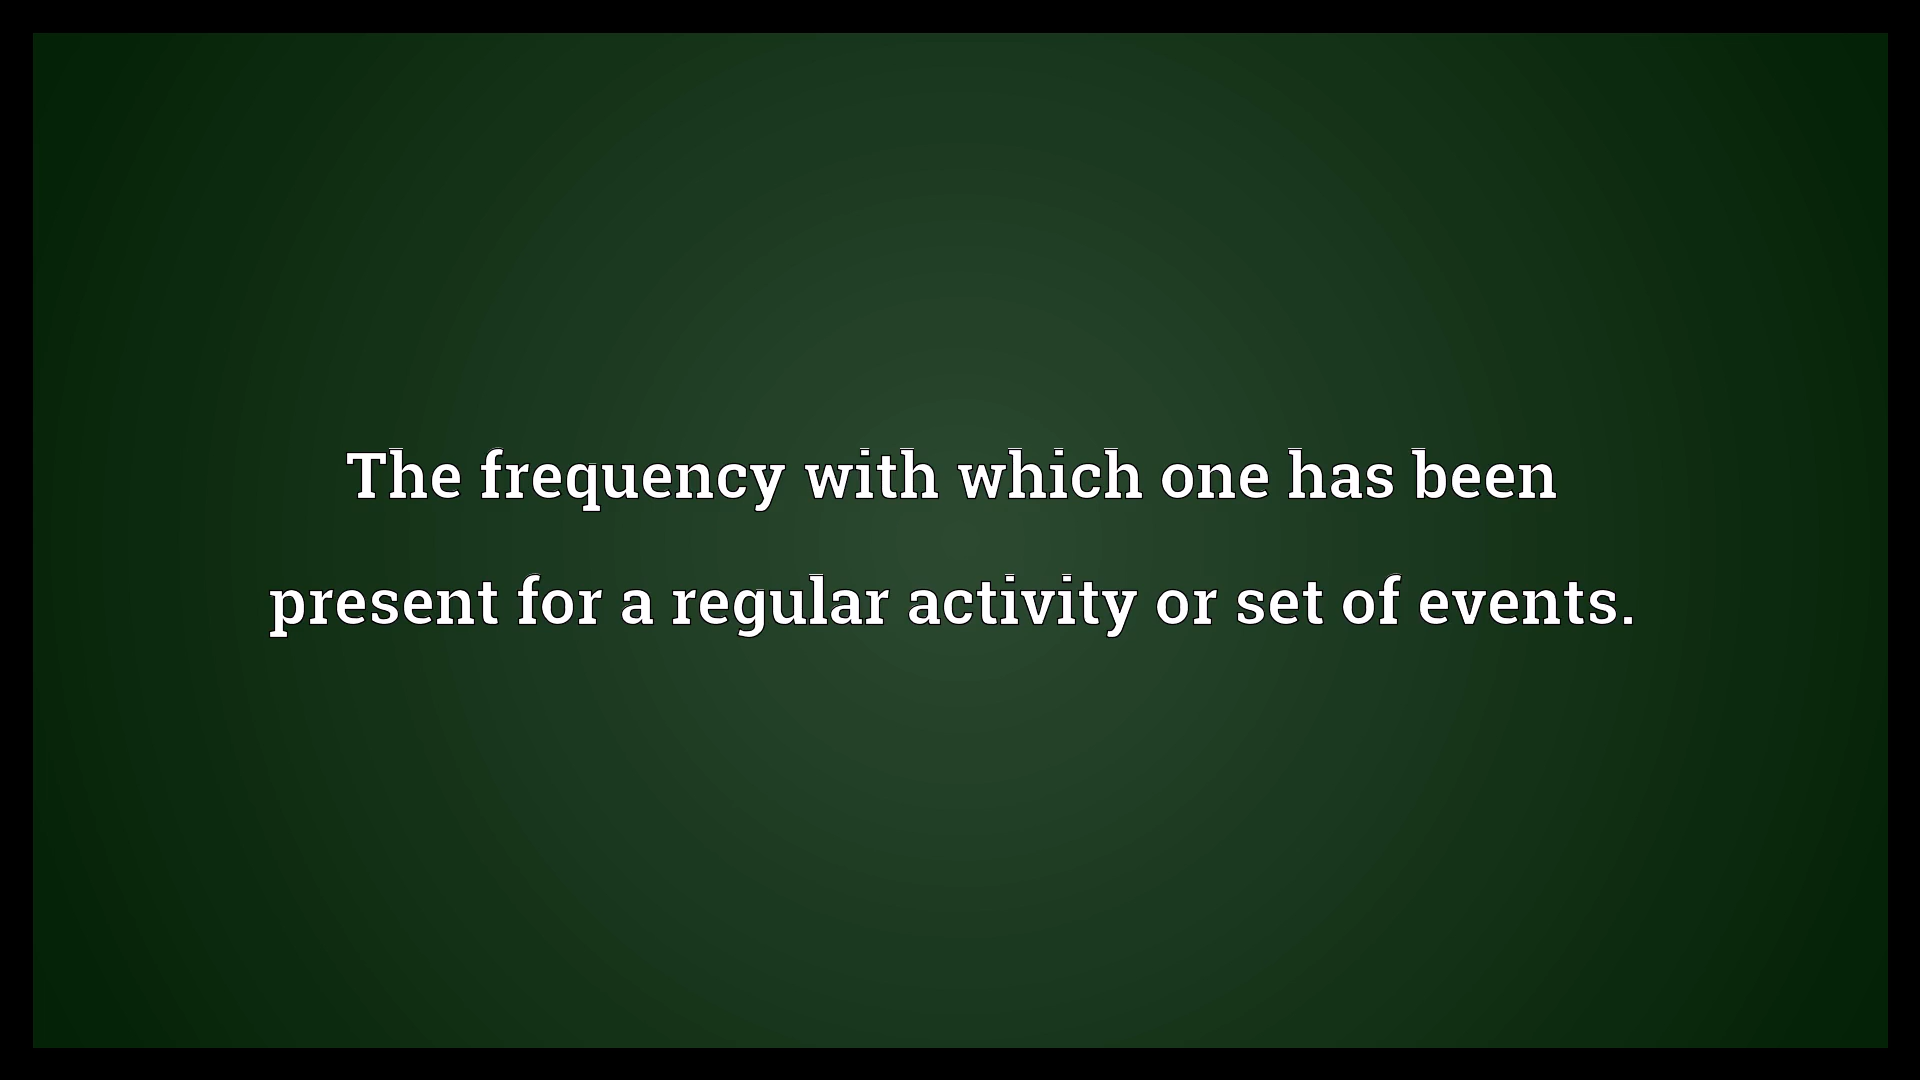 The frequency with which one has been
present for a regular activity or set of events.